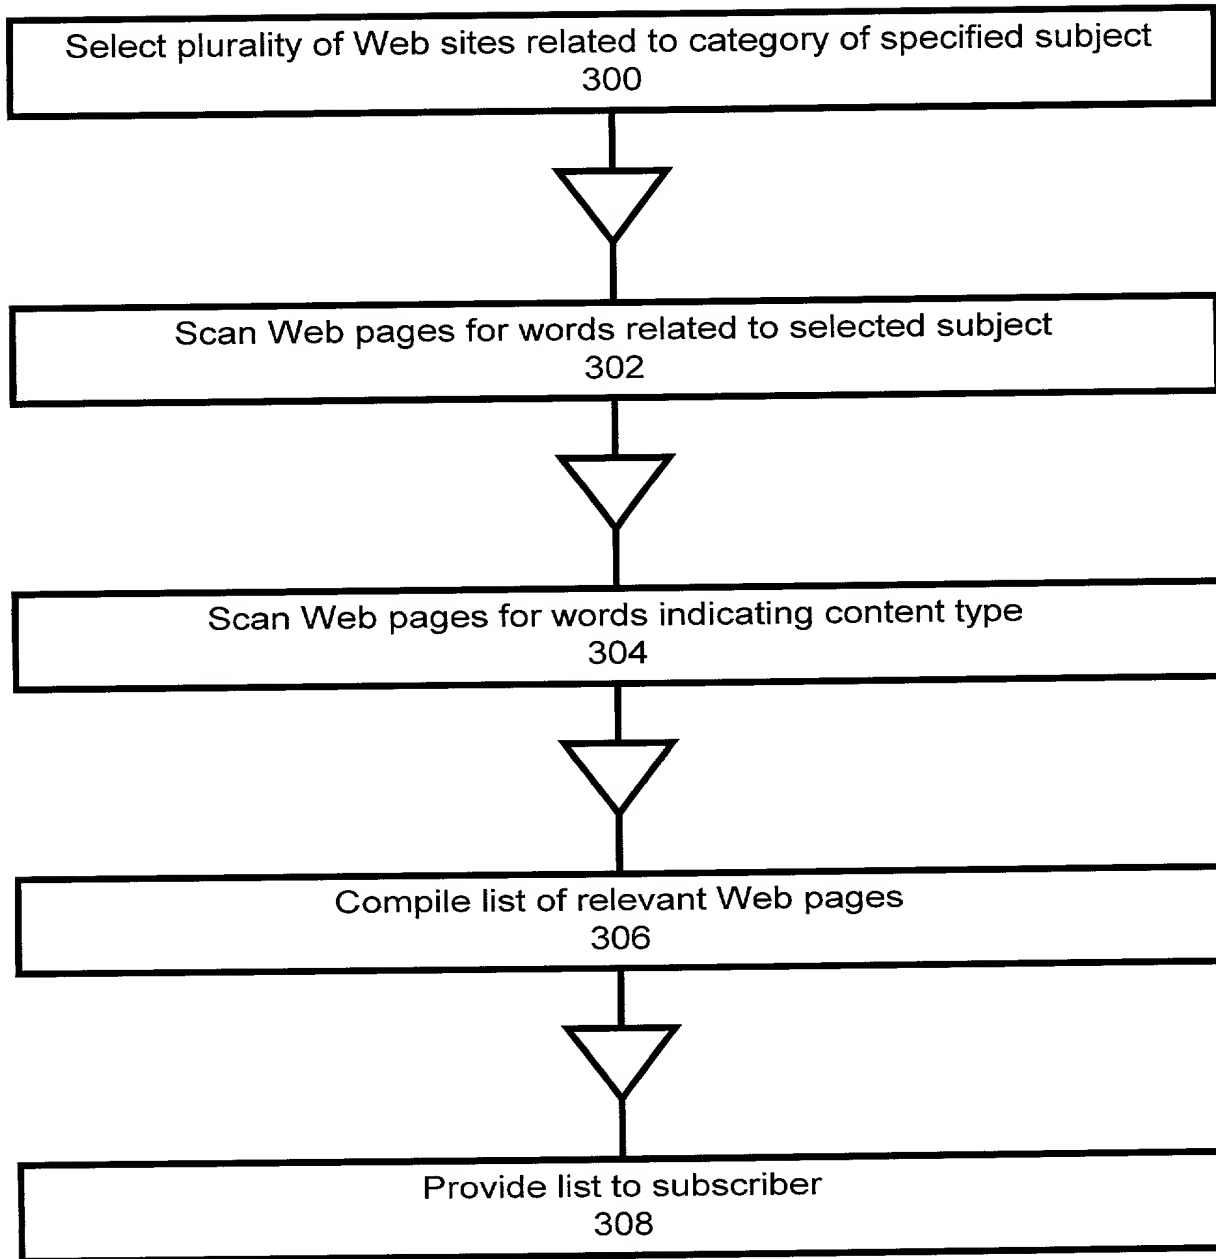 Select plurality of Web sites related to category of specified subject
300
Scan Web pages for words related to selected subject
302
Scan Web pages for words indicating content type
304
Compile list of relevant Web pages
306
Provide list to subscriber
308